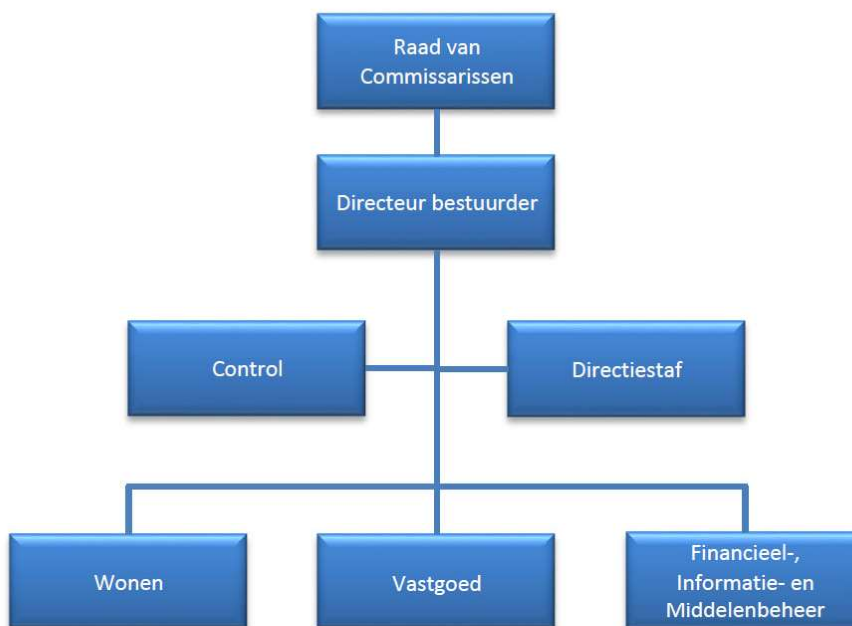 Raad van
Commissarissen
Directeur bestuurder
Control
Directiestaf
Wonen
Vastgoed
Financieel-,
Informatie- en
Middelenbeheer